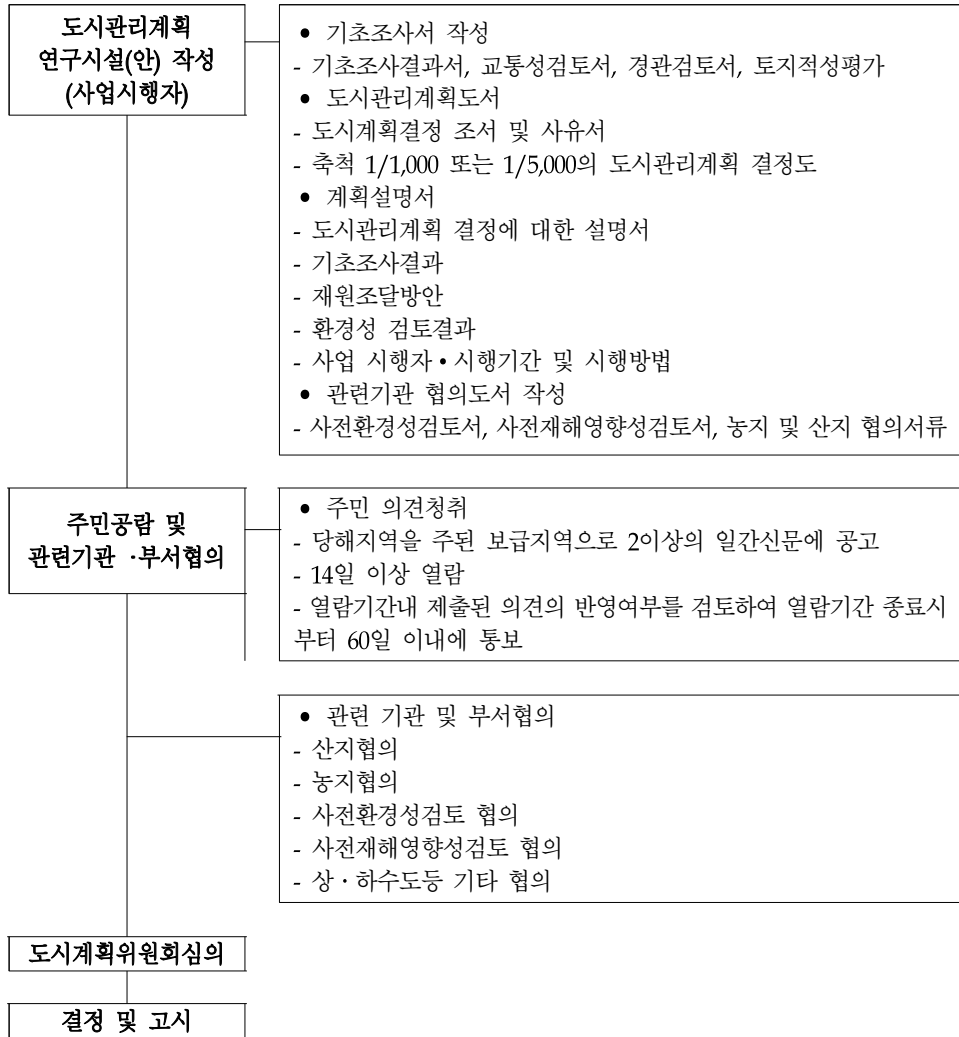 도시관리계획
연구시설(안) 작성
(사업시행자)
• 기초조사서 작성
- 기초조사결과서, 교통성검토서, 경관검토서, 토지적성평가
• 도시관리계획도서
- 도시계획결정 조서 및 사유서
- 축척 1/1,000 또는 1/5,000의 도시관리계획 결정도
• 계획설명서
- 도시관리계획 결정에 대한 설명서
- 기초조사결과
- 재원조달방안
- 환경성 검토결과
- 사업 시행자•시행기간 및 시행방법
• 관련기관 협의도서 작성
- 사전환경성검토서, 사전재해영향성검토서, 농지 및 산지 협의서류
주민공람 및
관련기관 ·부서협의
• 주민 의견청취
- 당해지역을 주된 보급지역으로 2이상의 일간신문에 공고
- 14일 이상 열람
- 열람기간내 제출된 의견의 반영여부를 검토하여 열람기간 종료시
부터 60일 이내에 통보
• 관련 기관 및 부서협의
- 산지협의
- 농지협의
- 사전환경성검토 협의
- 사전재해영향성검토 협의
- 상·하수도등 기타 협의
도시계획위원회심의
결정 및 고시